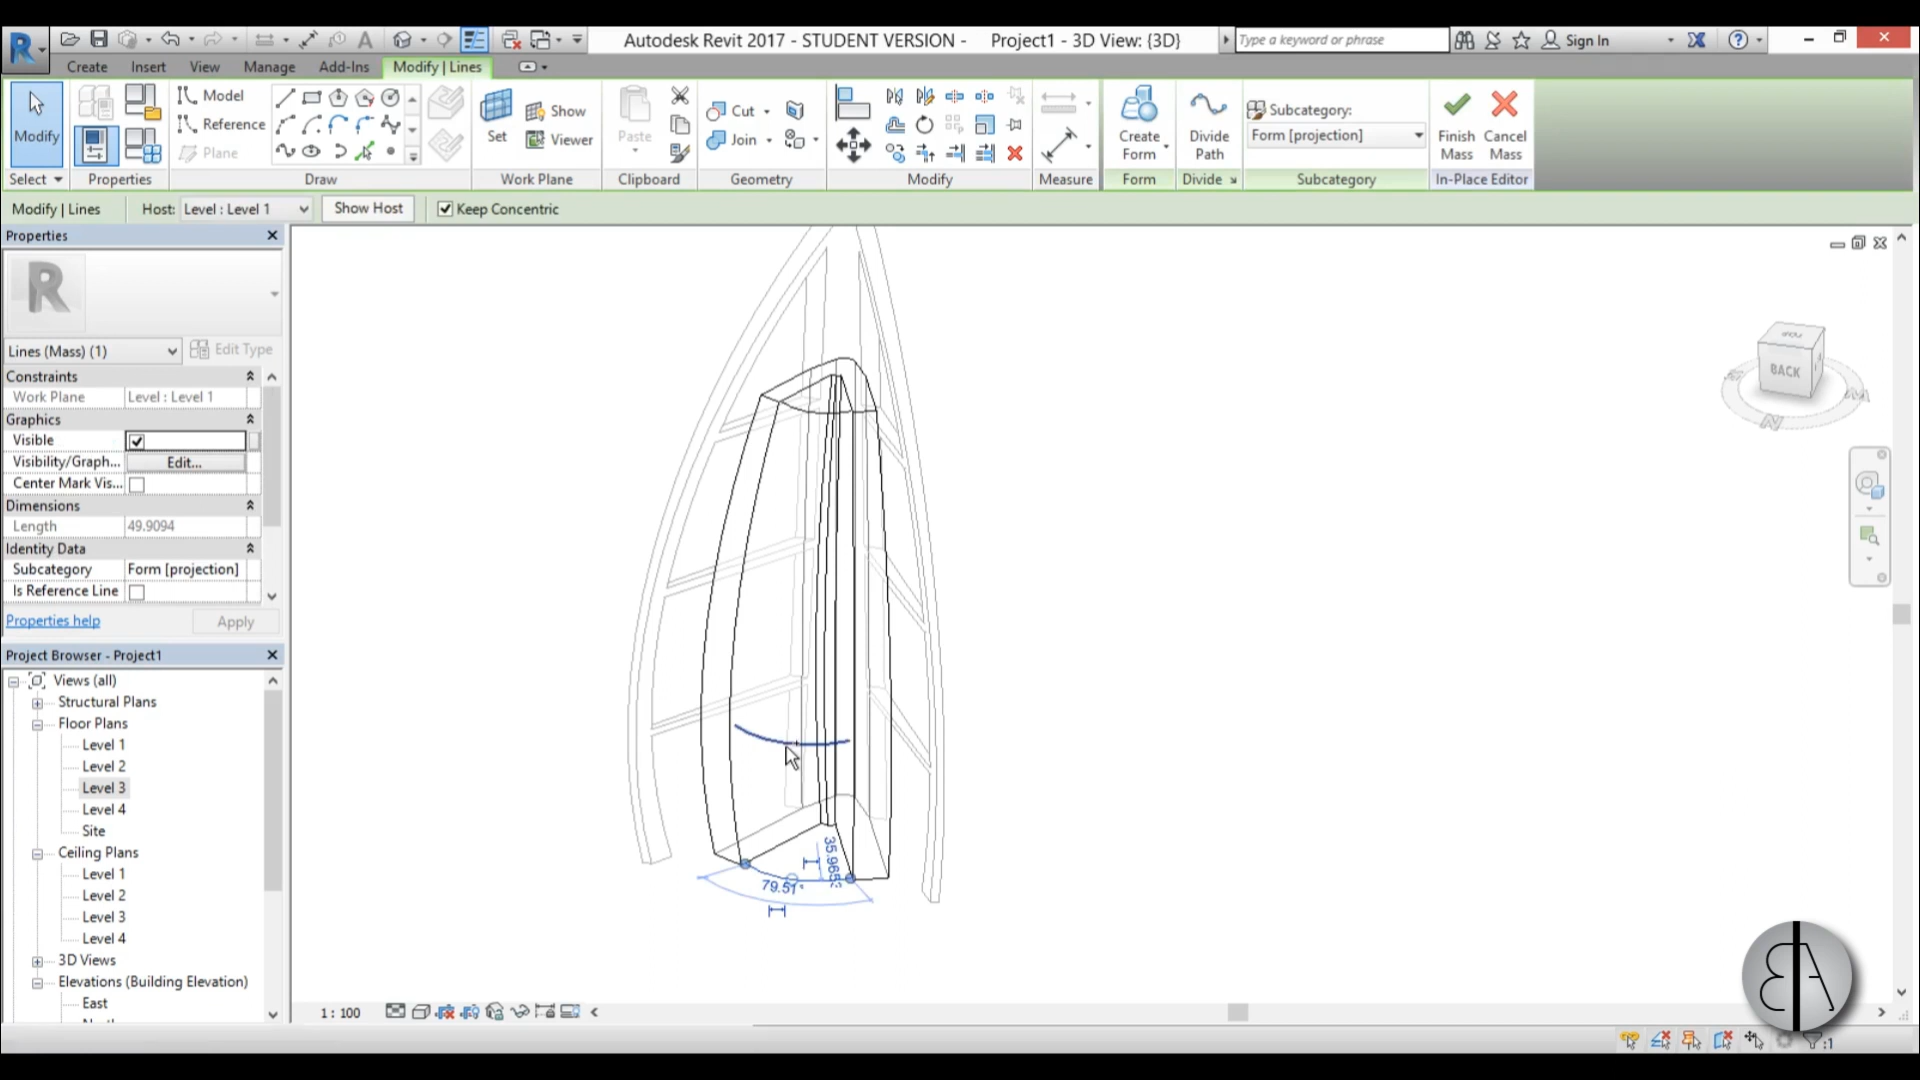 Autodesk Revit 2017 - STUDENT VERSION - Project1 - 3D View: {3D}
Type a keyword or phrase
Sign In
Create Insert View Manage Add-Ins Modify | Lines
Modify
Model
Reference
Plane
Set
Show
Viewer
Paste
Cut
Join
Create Form
Divide Path
Subcategory:
Form [projection]
Finish Mass
Cancel Mass
Select Properties Draw Work Plane Clipboard Geometry Modify Measure Form Divide Subcategory In-Place Editor
Modify | Lines Host: Level : Level 1 Show Host Keep Concentric
Properties
R
Lines (Mass) (1) Edit Type
Constraints
Work Plane Level : Level 1
Graphics
Visible
Visibility/Graph... Edit...
Center Mark Vis...
Dimensions
Length 49.9094
Identity Data
Subcategory Form [projection]
Is Reference Line
Properties help Apply
Project Browser - Project1
Views (all)
Structural Plans
Floor Plans
Level 1
Level 2
Level 3
Level 4
Site
Ceiling Plans
Level 1
Level 2
Level 3
Level 4
3D Views
Elevations (Building Elevation)
East
TOP
BACK
N
79.51°
1 : 100
:1